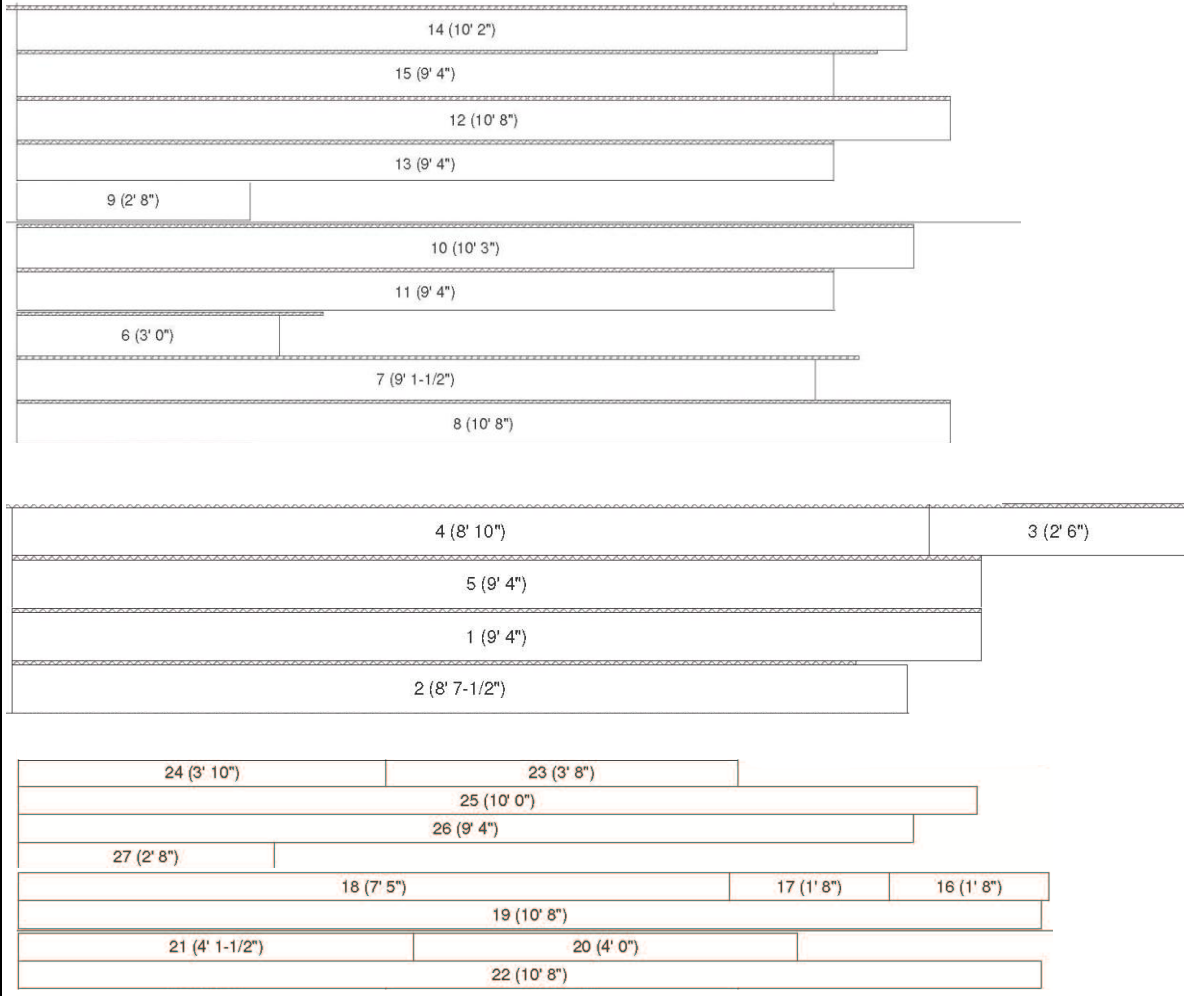 14 (10' 2")
15 (9' 4")
12 (10' 8")
13 (9' 4")
9 (2' 8")
10 (10' 3")
11 (9' 4")
6 (3' 0")
7 (9' 1-1/2")
8 (10' 8")
4 (8' 10") 3 (2' 6")
5 (9' 4")
1 (9' 4")
2 (8' 7-1/2")
24 (3' 10") 23 (3' 8")
25 (10' 0")
26 (9' 4")
27 (2' 8")
18 (7' 5") 17 (1' 8") 16 (1' 8")
19 (10' 8")
21 (4' 1-1/2") 20 (4' 0")
22 (10' 8")